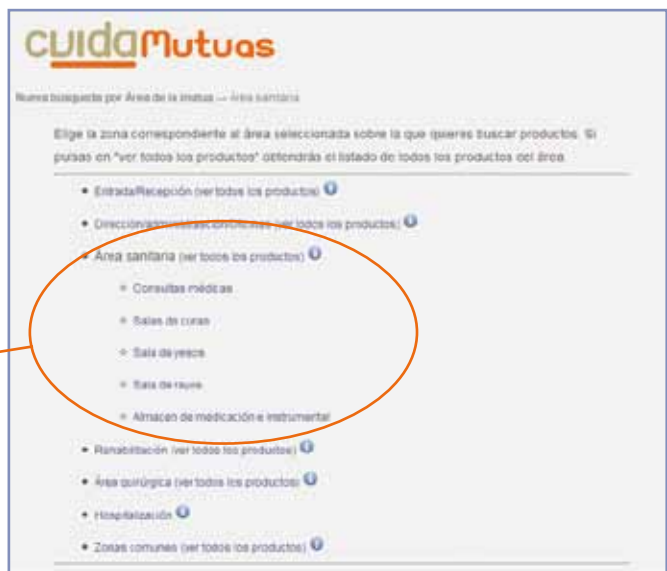 cuidaMutuas
Nueva búsqueda por Área de la mutua — Área sanitaria
Elige la zona correspondiente al área seleccionada sobre la que quieres buscar productos. Si
pulsas en "ver todos los productos" obtendrás el listado de todos los productos del área.
Entrada/Recepción (ver todos los productos)
Dirección/administración/oficinas (ver todos los productos)
Área sanitaria (ver todos los productos)
Consultas médicas
Salas de curas
Sala de yesos
Sala de rayos
Almacen de medicación e instrumental
Rehabilitación (ver todos los productos)
Área quirúrgica (ver todos los productos)
Hospitalización
Zonas comunes (ver todos los productos)